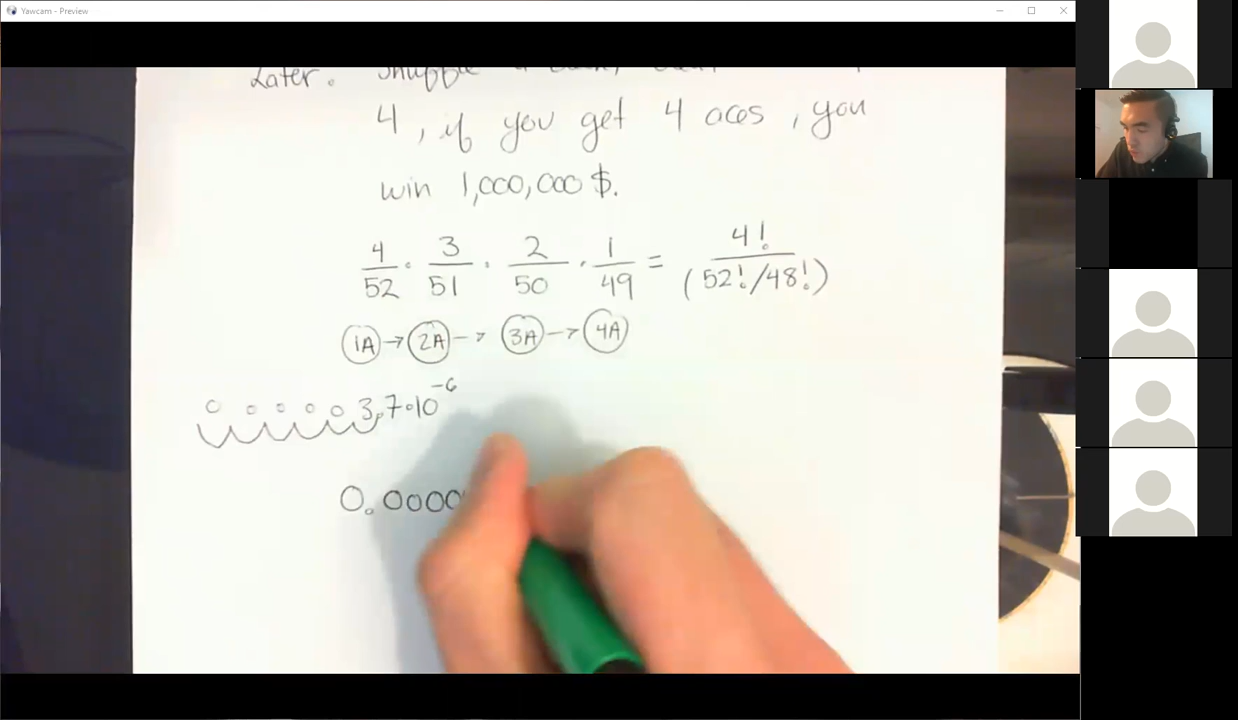 Yawcam - Preview
Later. Shuffle a
4, if you get 4 aces, you
win 1,000,000 $.
4/52 · 3/51 · 2/50 · 1/49 = 4!/(52!/48!)
1A → 2A → 3A → 4A
0 0 0 0 0 3.7·10⁻⁶
0.0000